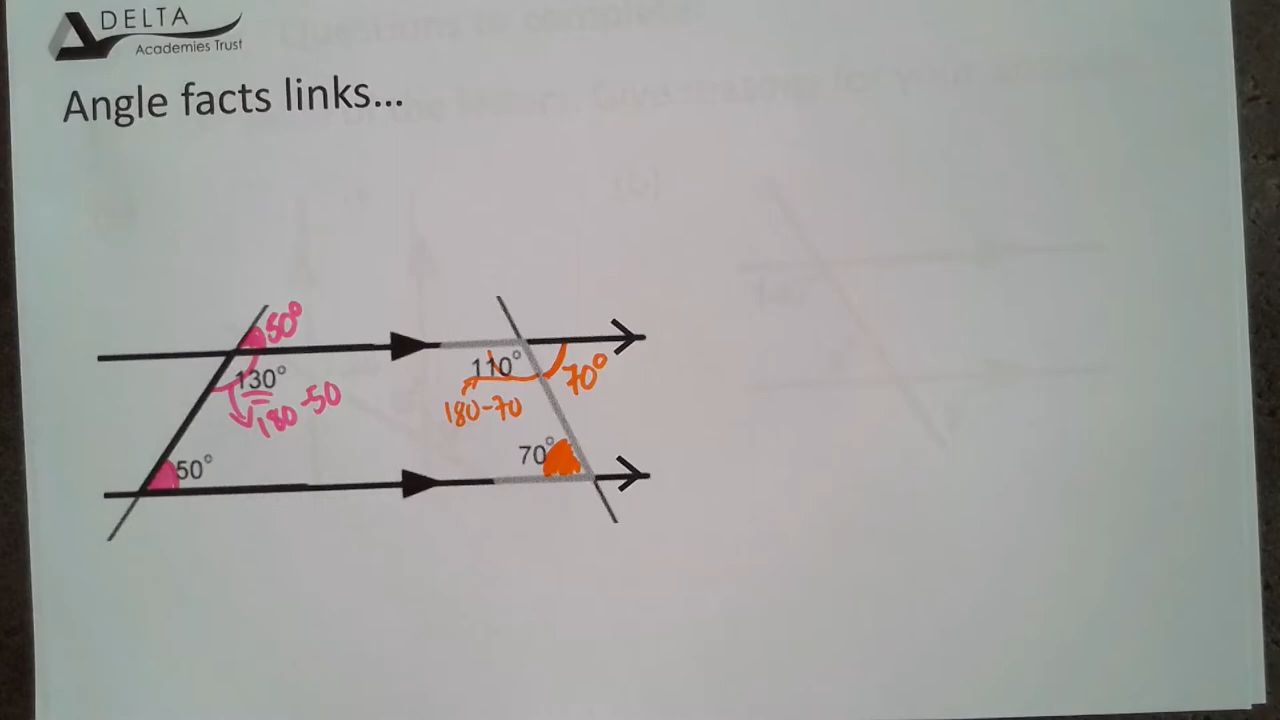 DELTA
Academies Trust
Angle facts links...
50°
130°
180-50
110°
70°
180-70
50°
70°